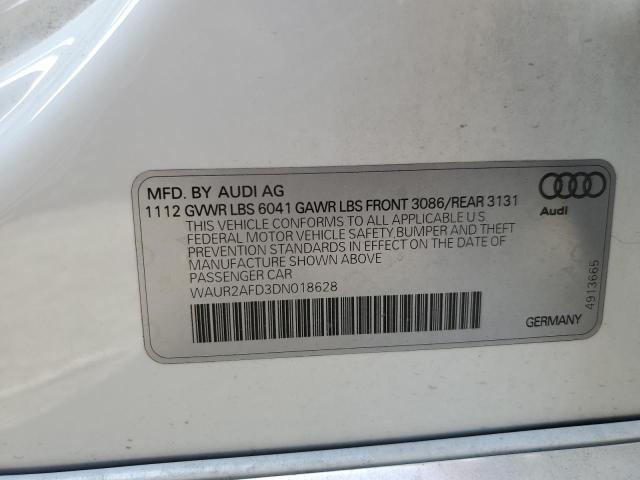 MFD. BY AUDI AG
1112 GVWR LBS 6041 GAWR LBS FRONT 3086/REAR 3131
THIS VEHICLE CONFORMS TO ALL APPLICABLE U.S.
FEDERAL MOTOR VEHICLE SAFETY, BUMPER AND THEFT
PREVENTION STANDARDS IN EFFECT ON THE DATE OF
MANUFACTURE SHOWN ABOVE
PASSENGER CAR
WAUR2AFD3DN018628
Audi
4913665
GERMANY